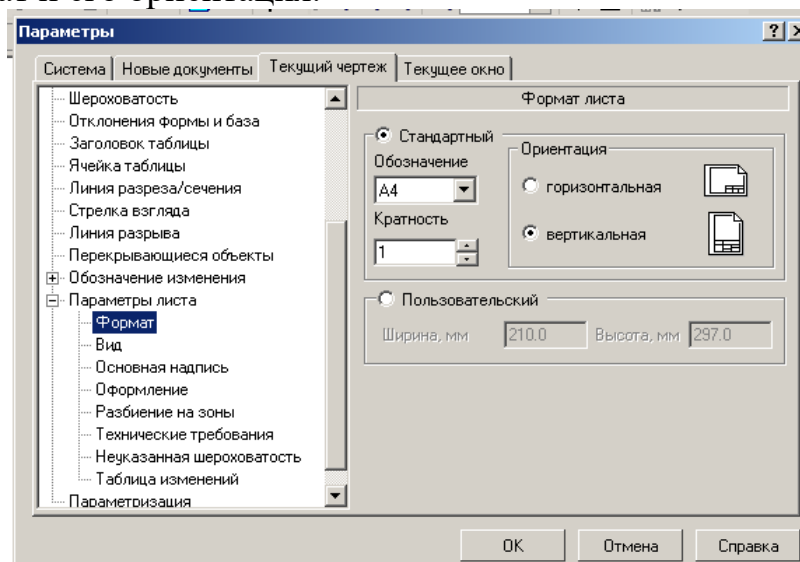 его ориентация.
Параметры
Система Новые документы Текущий чертеж Текущее окно
Шероховатость
Отклонения формы и база
Заголовок таблицы
Ячейка таблицы
Линия разреза/сечения
Стрелка взгляда
Линия разрыва
Перекрывающиеся объекты
Обозначение изменения
Параметры листа
Формат
Вид
Основная надпись
Оформление
Разбиение на зоны
Технические требования
Неуказанная шероховатость
Таблица изменений
Параметризация
Формат листа
Стандартный
Обозначение
A4
Кратность
1
Ориентация
горизонтальная
вертикальная
Пользовательский
Ширина, мм 210.0 Высота, мм 297.0
OK Отмена Справка